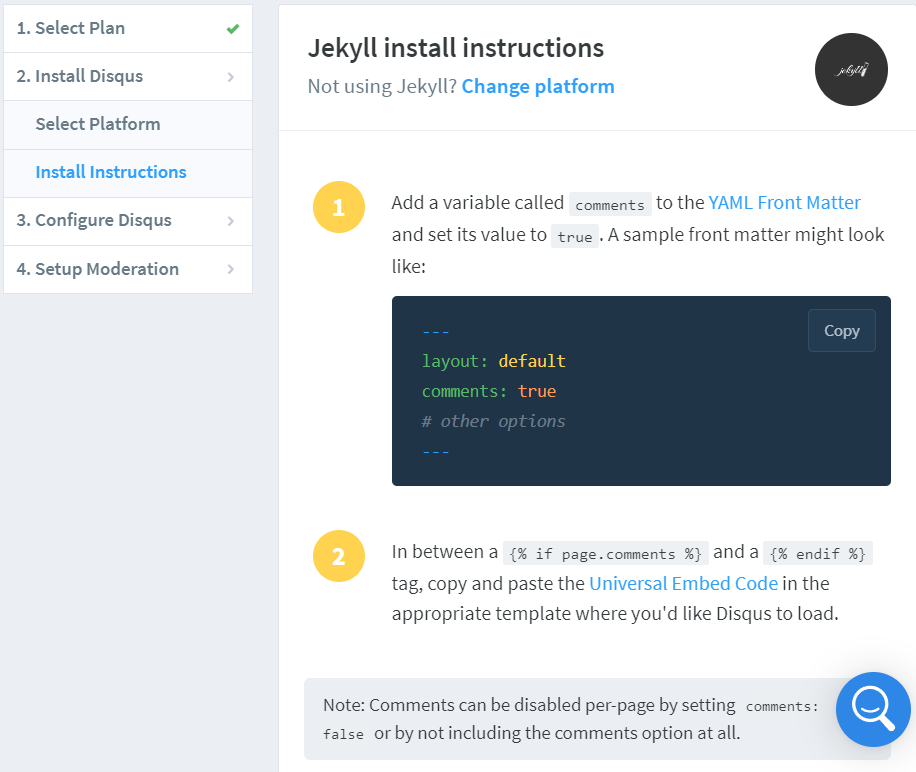 1. Select Plan
2. Install Disqus
Select Platform
Install Instructions
3. Configure Disqus
4. Setup Moderation
Jekyll install instructions
Not using Jekyll? Change platform
jekyll
1
Add a variable called comments to the YAML Front Matter
and set its value to true. A sample front matter might look
like:
Copy
---
layout: default
comments: true
# other options
---
2
In between a {% if page.comments %} and a {% endif %}
tag, copy and paste the Universal Embed Code in the
appropriate template where you'd like Disqus to load.
Note: Comments can be disabled per-page by setting comments:
false or by not including the comments option at all.